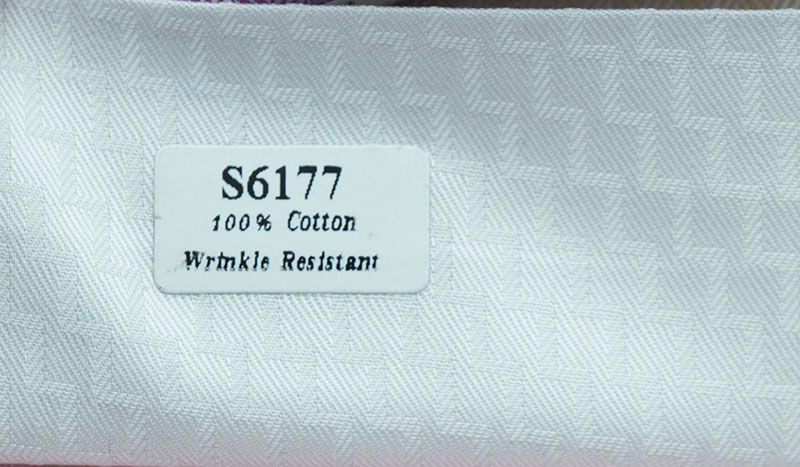 S6177
100% Cotton
Wrinkle Resistant